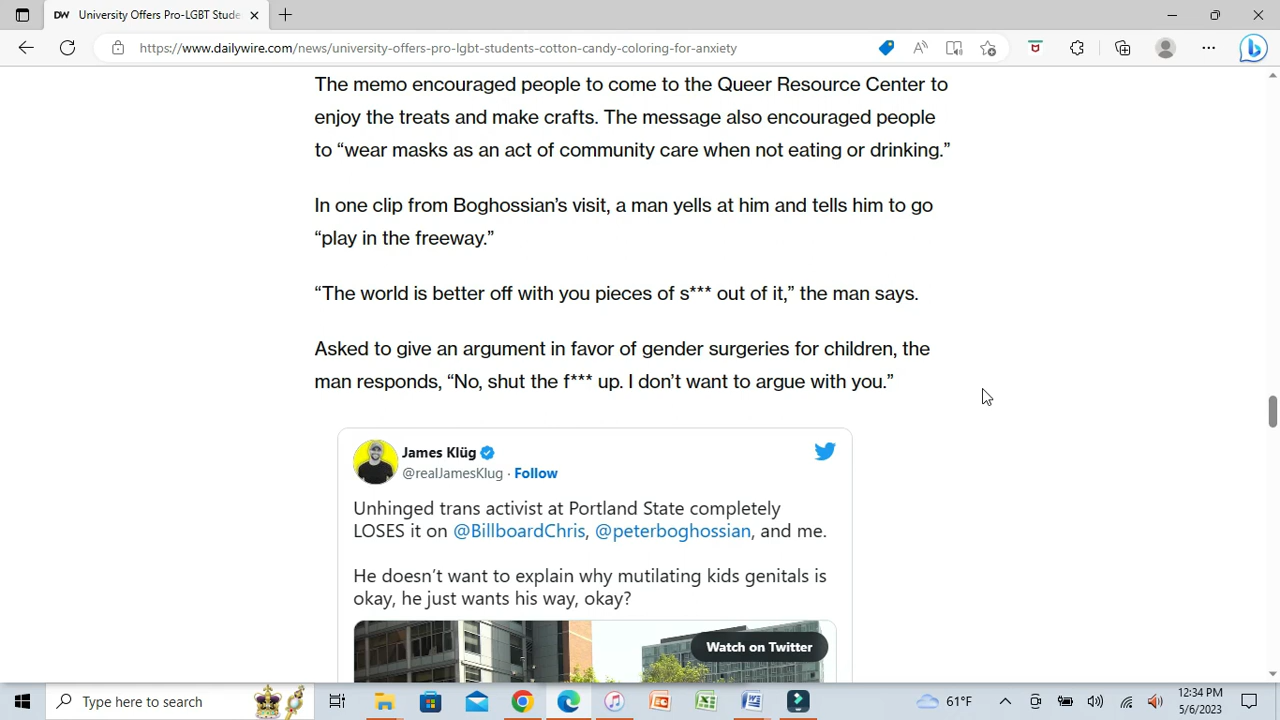 DW University Offers Pro-LGBT Stude
https://www.dailywire.com/news/university-offers-pro-lgbt-students-cotton-candy-coloring-for-anxiety
The memo encouraged people to come to the Queer Resource Center to
enjoy the treats and make crafts. The message also encouraged people
to “wear masks as an act of community care when not eating or drinking.”
In one clip from Boghossian’s visit, a man yells at him and tells him to go
“play in the freeway.”
“The world is better off with you pieces of s*** out of it,” the man says.
Asked to give an argument in favor of gender surgeries for children, the
man responds, “No, shut the f*** up. I don’t want to argue with you.”
James Klüg
@realJamesKlug · Follow
Unhinged trans activist at Portland State completely
LOSES it on @BillboardChris, @peterboghossian, and me.
He doesn’t want to explain why mutilating kids genitals is
okay, he just wants his way, okay?
Watch on Twitter
Type here to search
61°F
12:34 PM
5/6/2023